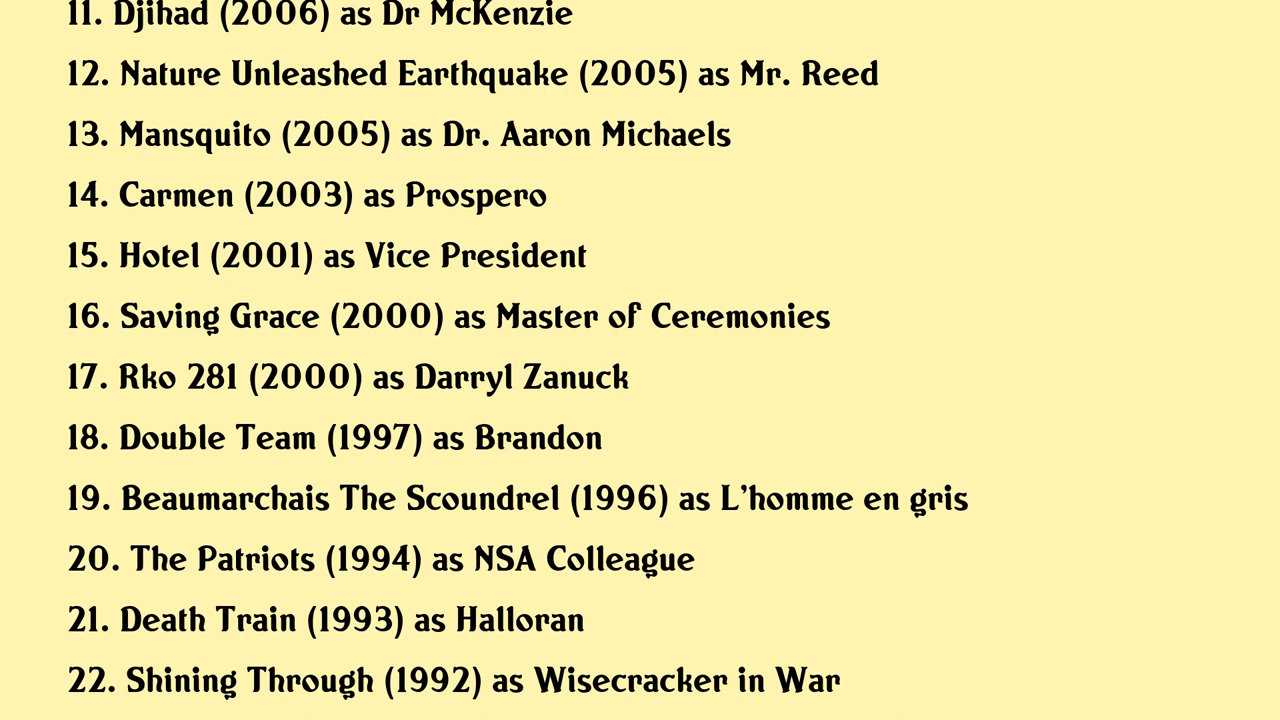 11. Djihad (2006) as Dr McKenzie
12. Nature Unleashed Earthquake (2005) as Mr. Reed
13. Mansquito (2005) as Dr. Aaron Michaels
14. Carmen (2003) as Prospero
15. Hotel (2001) as Vice President
16. Saving Grace (2000) as Master of Ceremonies
17. Rko 281 (2000) as Darryl Zanuck
18. Double Team (1997) as Brandon
19. Beaumarchais The Scoundrel (1996) as L'homme en gris
20. The Patriots (1994) as NSA Colleague
21. Death Train (1993) as Halloran
22. Shining Through (1992) as Wisecracker in War